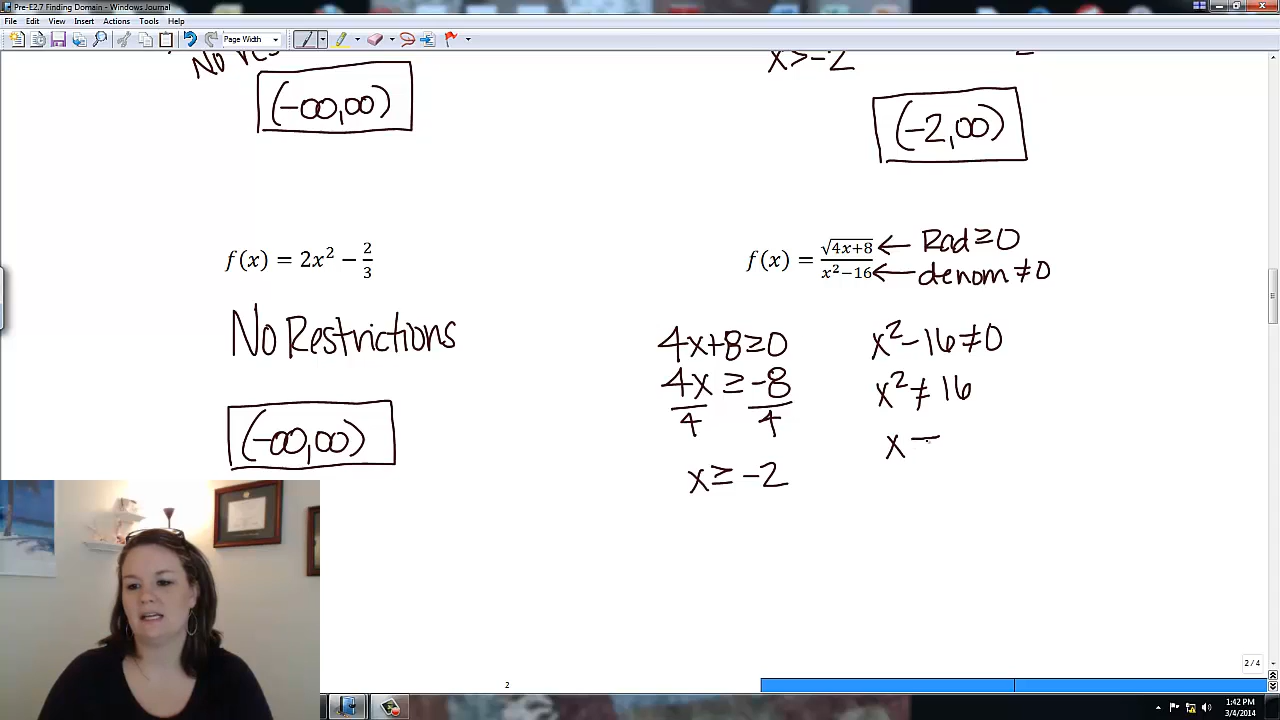 Pre-E2.7 Finding Domain - Windows Journal
File Edit View Insert Actions Tools Help
Page Width
No res
(-∞,∞)
x>-2
2
(-2,∞)
f(x) = 2x² − 2/3
No Restrictions
(-∞,∞)
f(x) = √4x+8/x²−16
← Rad ≥ 0
← denom ≠ 0
4x+8≥0
4x ≥ -8
4 4
x ≥ -2
x²-16≠0
x² ≠ 16
x =
2 / 4
2
1:42 PM
3/4/2014